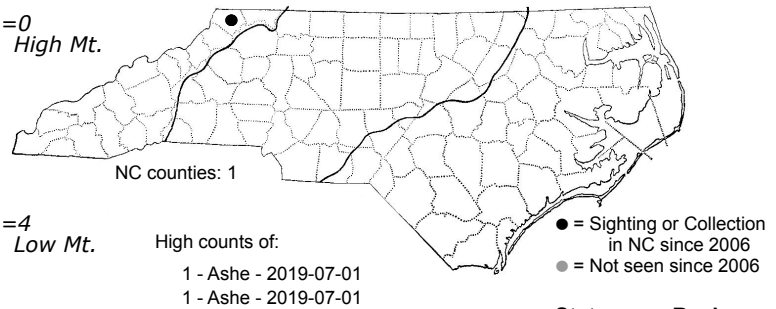 =0
High Mt.
NC counties: 1
=4
Low Mt.
High counts of:
1 - Ashe - 2019-07-01
1 - Ashe - 2019-07-01
● = Sighting or Collection
in NC since 2006
● = Not seen since 2006